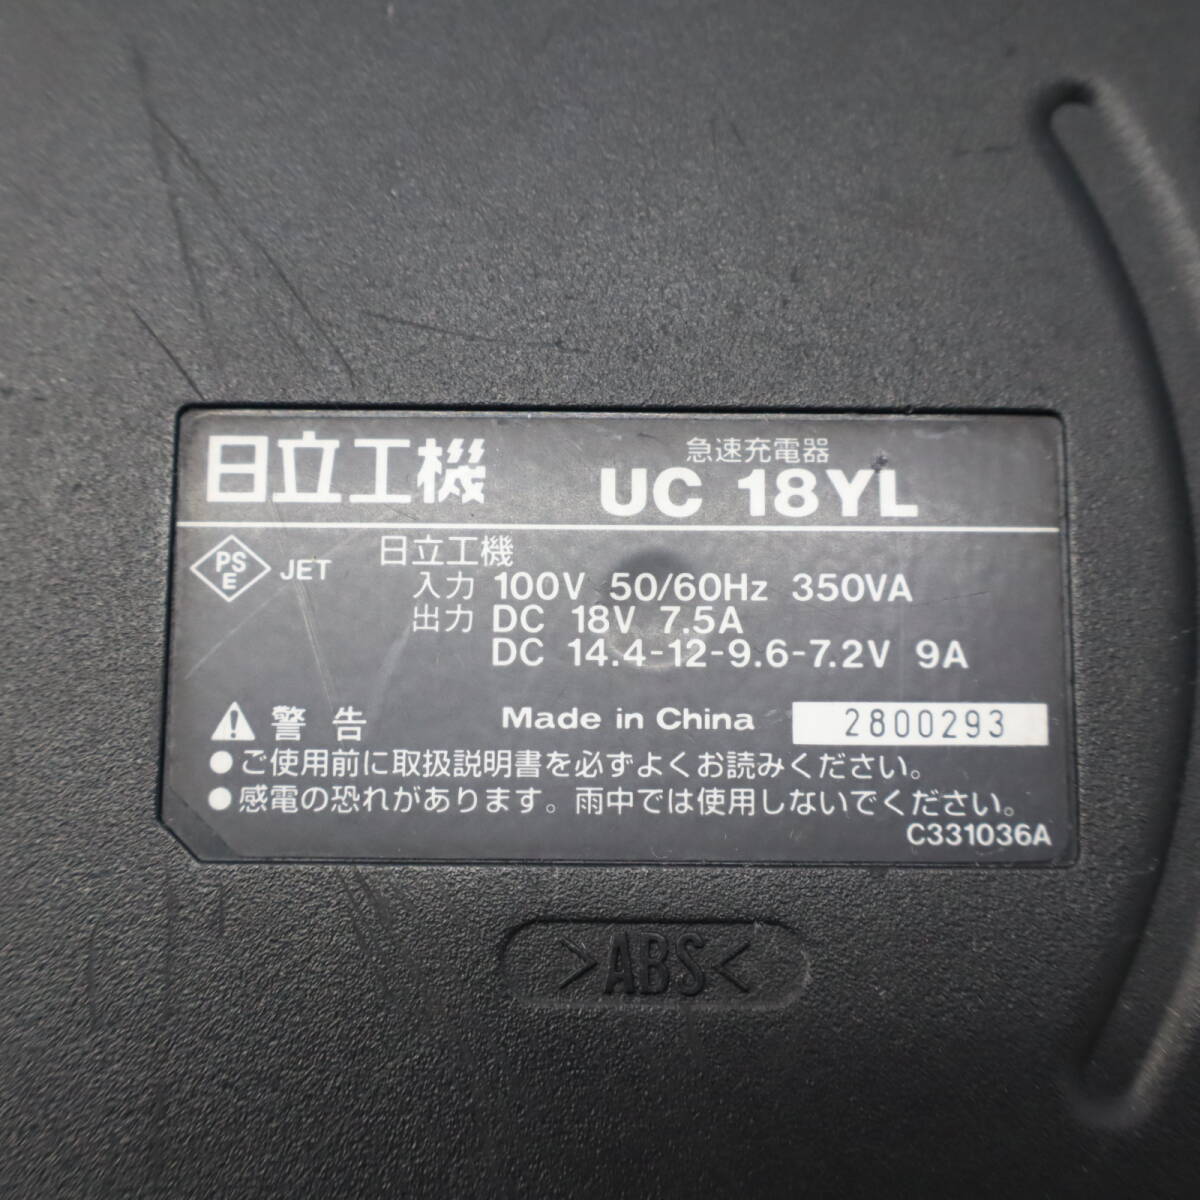 日立工機
急速充電器
UC 18YL
PSE JET
日立工機
入力 100V 50/60Hz 350VA
出力 DC 18V 7.5A
DC 14.4-12-9.6-7.2V 9A
警告 Made in China 2800293
●ご使用前に取扱説明書を必ずよくお読みください。
●感電の恐れがあります。雨中では使用しないでください。
C331036A
>ABS<